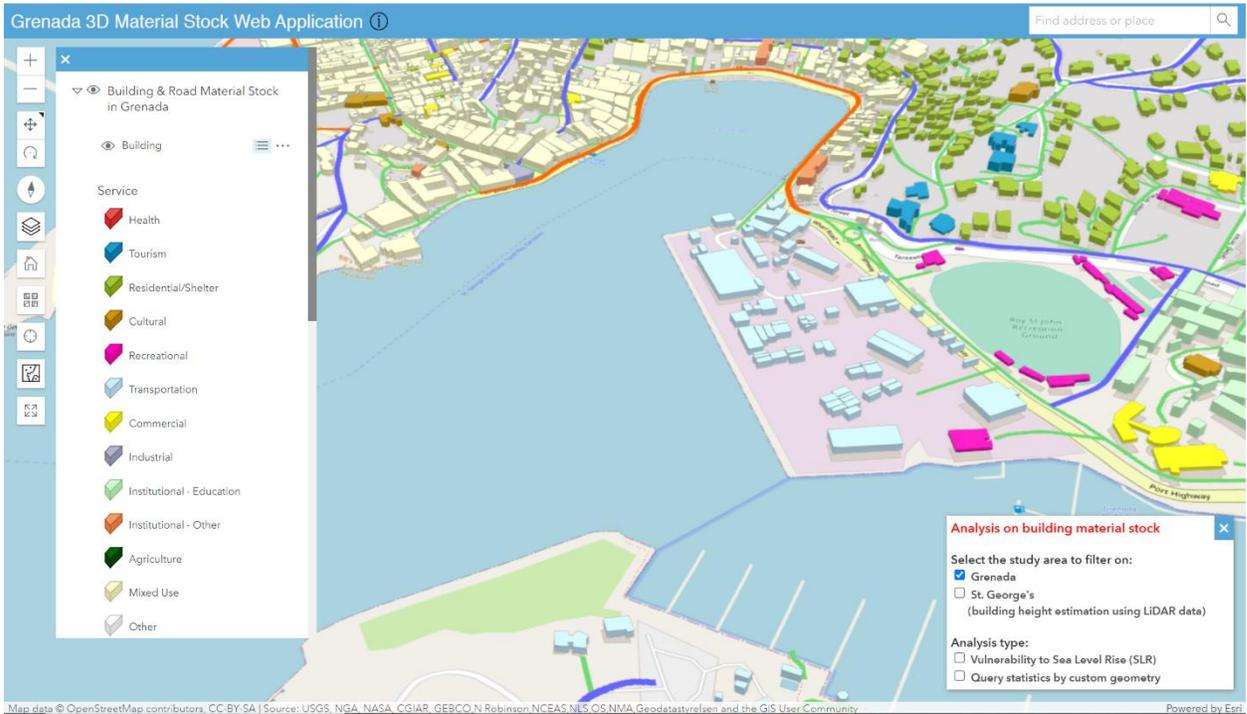 Grenada 3D Material Stock Web Application
Find address or place
Building & Road Material Stock
in Grenada
Building
Service
Health
Tourism
Residential/Shelter
Cultural
Recreational
Transportation
Commercial
Industrial
Institutional - Education
Institutional - Other
Agriculture
Mixed Use
Other
Roy St John
Recreation
Ground
Port Highway
Analysis on building material stock
Select the study area to filter on:
Grenada
St. George's
(building height estimation using LiDAR data)
Analysis type:
Vulnerability to Sea Level Rise (SLR)
Query statistics by custom geometry
Map data © OpenStreetMap contributors, CC-BY-SA | Source: USGS, NGA, NASA, CGIAR, GEBCO,N Robinson,NCEAS,NLS,OS,NMA,Geodatastyrelsen and the GIS User Community
Powered by Esri